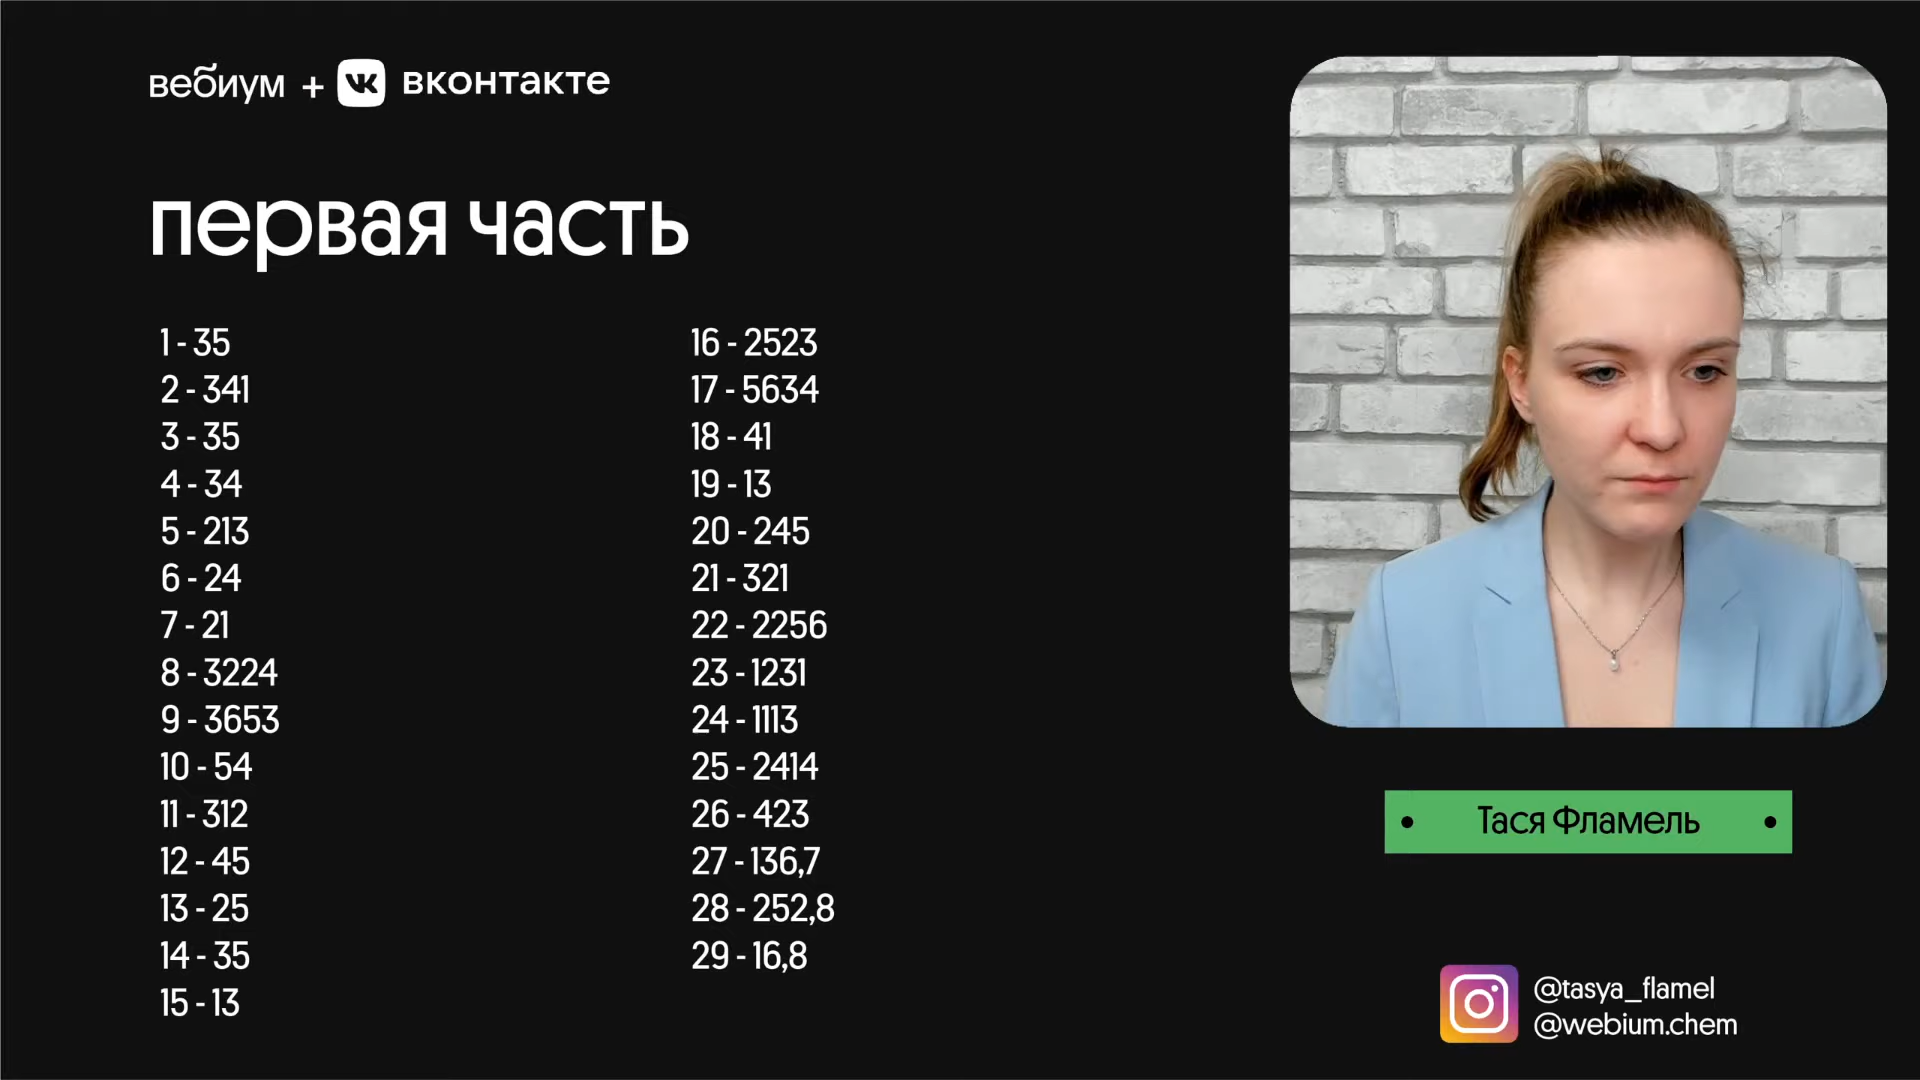 вебиум + вконтакте
первая часть
1 - 35
2 - 341
3 - 35
4 - 34
5 - 213
6 - 24
7 - 21
8 - 3224
9 - 3653
10 - 54
11 - 312
12 - 45
13 - 25
14 - 35
15 - 13
16 - 2523
17 - 5634
18 - 41
19 - 13
20 - 245
21 - 321
22 - 2256
23 - 1231
24 - 1113
25 - 2414
26 - 423
27 - 136,7
28 - 252,8
29 - 16,8
Тася Фламель
@tasya_flamel
@webium.chem